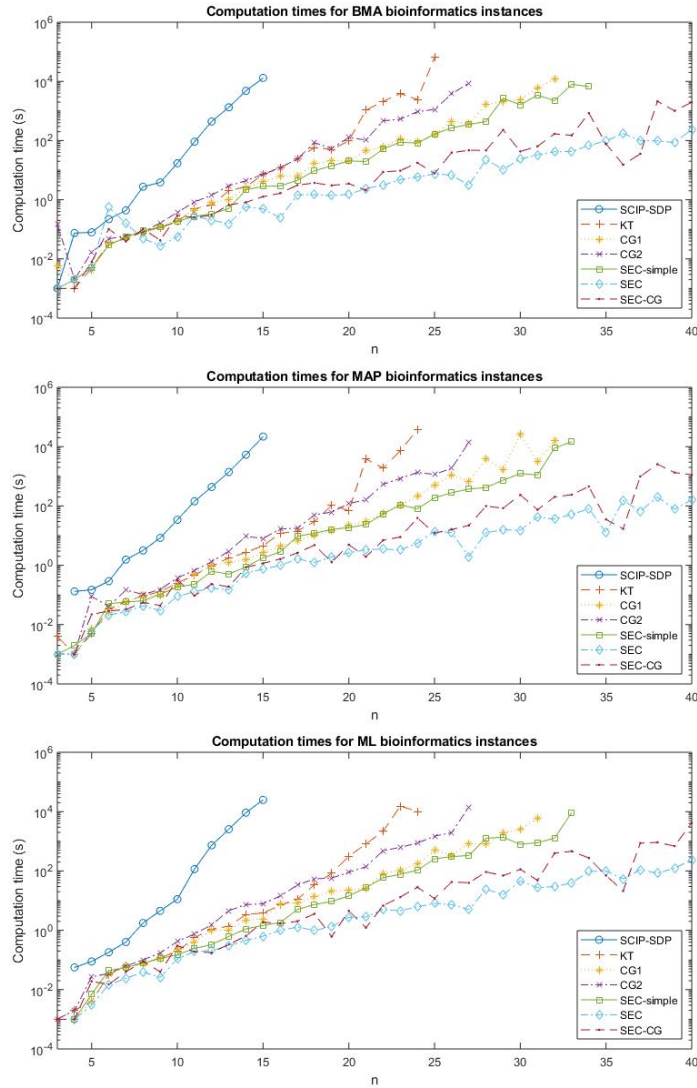 Computation times for BMA bioinformatics instances
10^6
10^4
10^2
10^0
10^-2
10^-4
Computation time (s)
5 10 15 20 25 30 35 40
n
SCIP-SDP
KT
CG1
CG2
SEC-simple
SEC
SEC-CG
Computation times for MAP bioinformatics instances
10^6
10^4
10^2
10^0
10^-2
10^-4
Computation time (s)
5 10 15 20 25 30 35 40
n
SCIP-SDP
KT
CG1
CG2
SEC-simple
SEC
SEC-CG
Computation times for ML bioinformatics instances
10^6
10^4
10^2
10^0
10^-2
10^-4
Computation time (s)
5 10 15 20 25 30 35 40
n
SCIP-SDP
KT
CG1
CG2
SEC-simple
SEC
SEC-CG